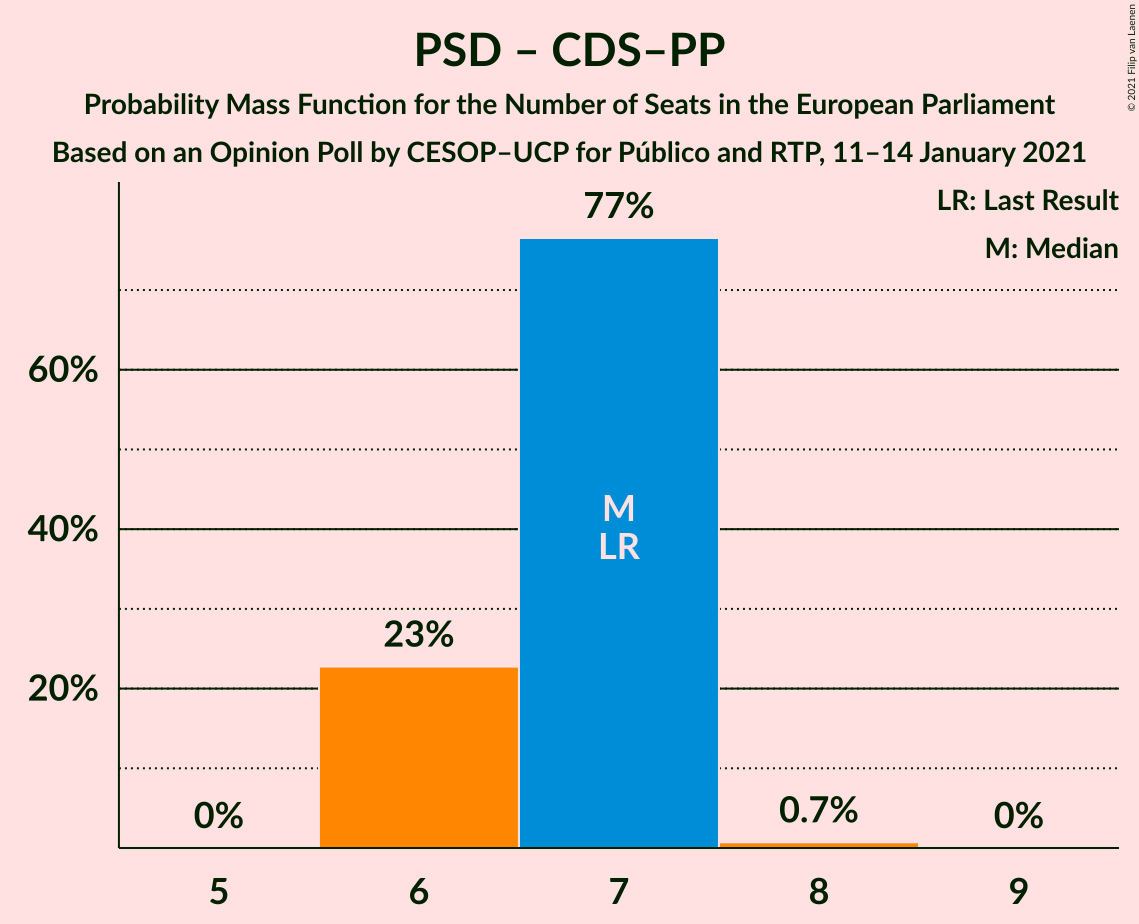 PSD – CDS–PP
Probability Mass Function for the Number of Seats in the European Parliament
Based on an Opinion Poll by CESOP–UCP for Público and RTP, 11–14 January 2021
© 2021 Filip van Laenen
LR: Last Result
M: Median
77%
60%
M
40%
LR
23%
20%
0%
0.7%
0%
5
6
7
8
9